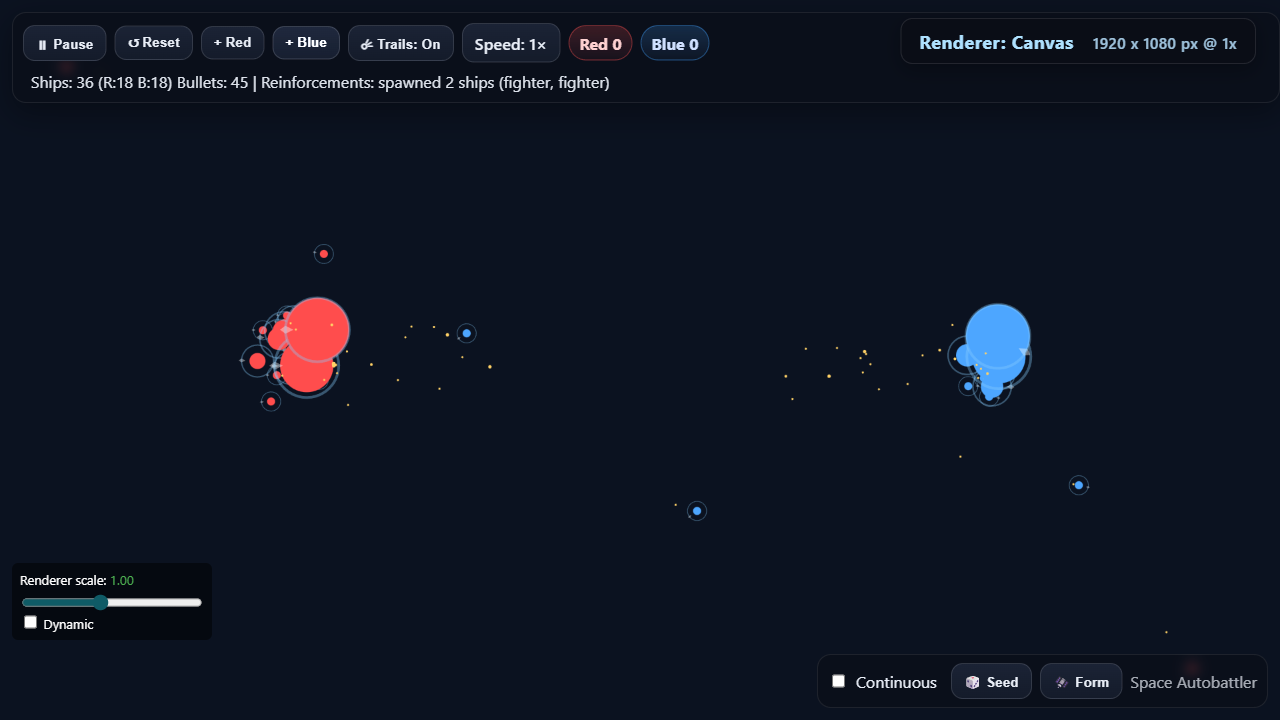 ⏸ Pause ↺ Reset + Red + Blue ☄ Trails: On Speed: 1× Red 0 Blue 0
Renderer: Canvas 1920 x 1080 px @ 1x
Ships: 36 (R:18 B:18) Bullets: 45 | Reinforcements: spawned 2 ships (fighter, fighter)
Renderer scale: 1.00
Dynamic
Continuous 🎲 Seed 🛰 Form Space Autobattler